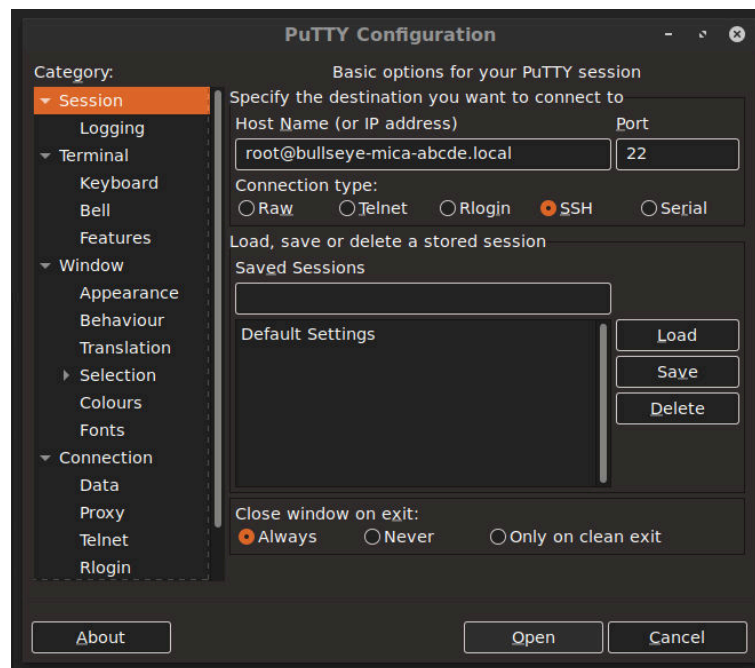 PuTTY Configuration
Category:
Session
Logging
Terminal
Keyboard
Bell
Features
Window
Appearance
Behaviour
Translation
Selection
Colours
Fonts
Connection
Data
Proxy
Telnet
Rlogin
Basic options for your PuTTY session
Specify the destination you want to connect to
Host Name (or IP address) Port
root@bullseye-mica-abcde.local 22
Connection type:
Raw Telnet Rlogin SSH Serial
Load, save or delete a stored session
Saved Sessions
Default Settings
Load
Save
Delete
Close window on exit:
Always Never Only on clean exit
About Open Cancel